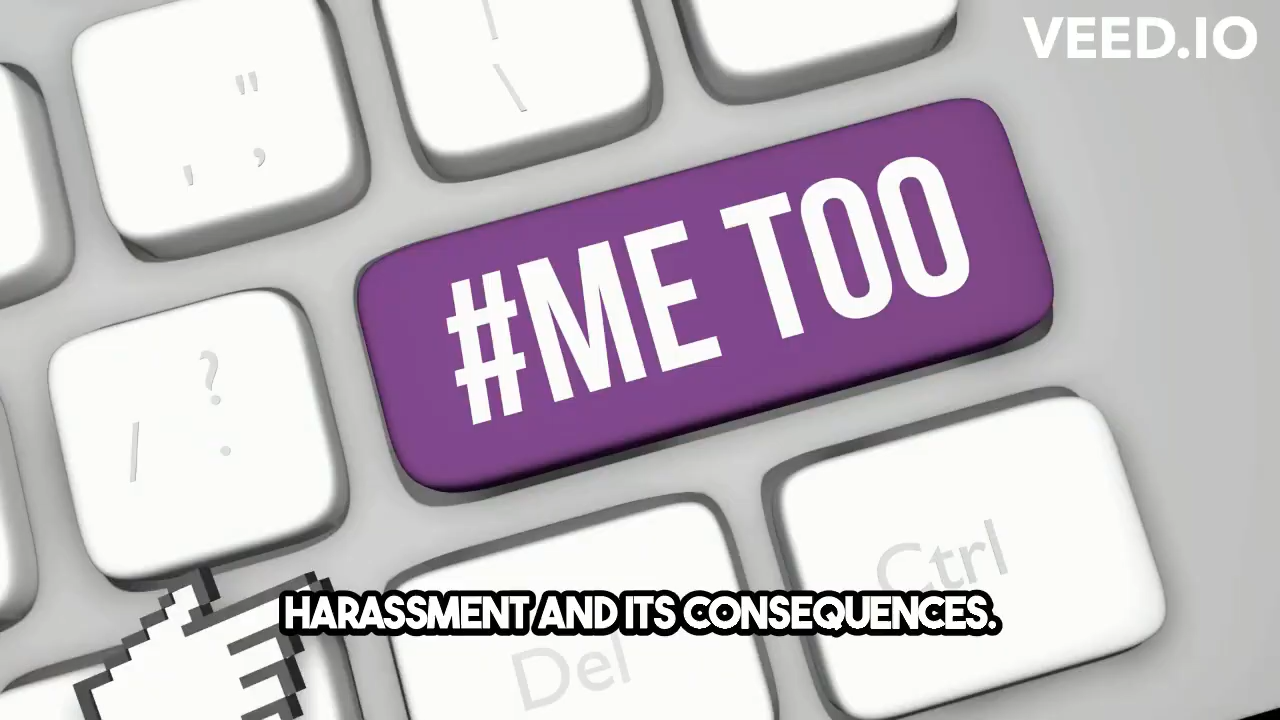 VEED.IO
"
' ,
|
\
#ME TOO
?
/ .
Ctrl
HARASSMENT AND ITS CONSEQUENCES.
Del